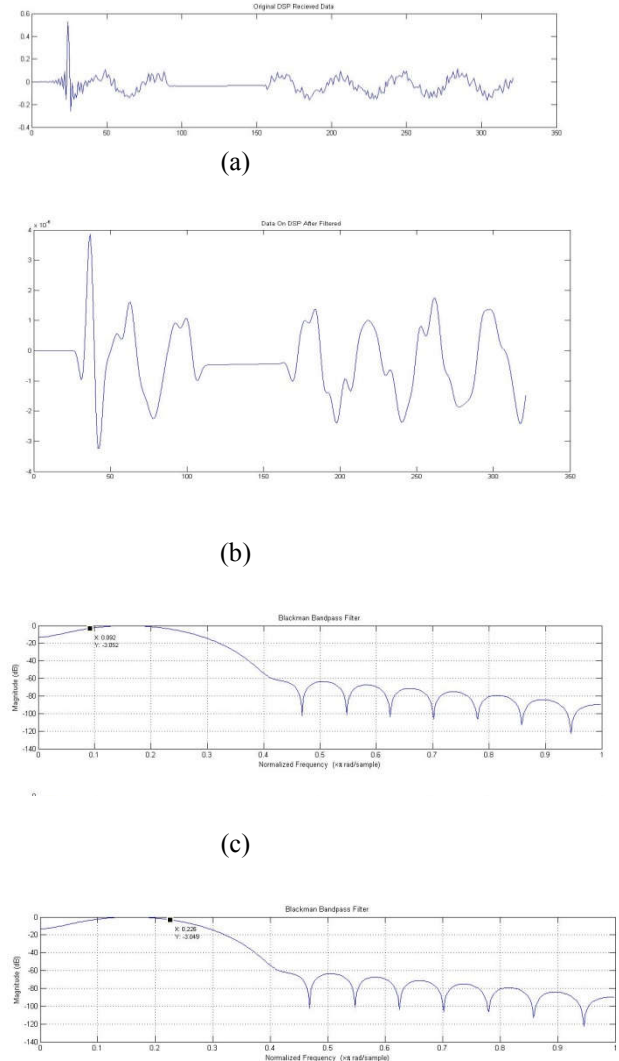 Original DSP Recieved Data
0.6
0.4
0.2
0
-0.2
-0.4
0 50 100 150 200 250 300 350
(a)
Data On DSP After Filtered
4
3
2
1
0
-1
-2
-3
-4
0 50 100 150 200 250 300 350
(b)
Blackman Bandpass Filter
Magnitude (dB)
0
-20
-40
-60
-80
-100
-120
-140
X: 0.092
Y: -3.052
0 0.1 0.2 0.3 0.4 0.5 0.6 0.7 0.8 0.9 1
Normalized Frequency (×π rad/sample)
(c)
Blackman Bandpass Filter
Magnitude (dB)
0
-20
-40
-60
-80
-100
-120
-140
X: 0.226
Y: -3.049
0 0.1 0.2 0.3 0.4 0.5 0.6 0.7 0.8 0.9 1
Normalized Frequency (×π rad/sample)